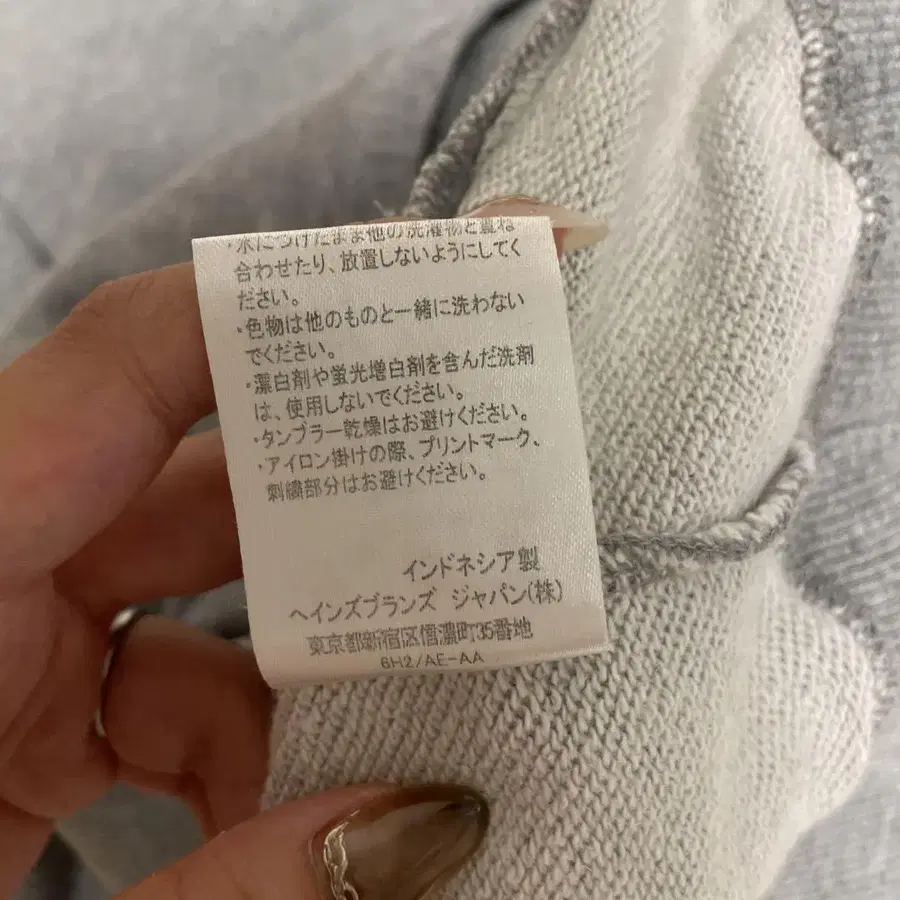 ・水につけたまま他の洗濯物と重ね
合わせたり、放置しないようにしてく
ださい。
・色物は他のものと一緒に洗わない
でください。
・漂白剤や蛍光増白剤を含んだ洗剤
は、使用しないでください。
・タンブラー乾燥はお避けください。
・アイロン掛けの際、プリントマーク、
刺繍部分はお避けください。
インドネシア製
ヘインズブランズ ジャパン(株)
東京都新宿区信濃町35番地
6H2/AE-AA